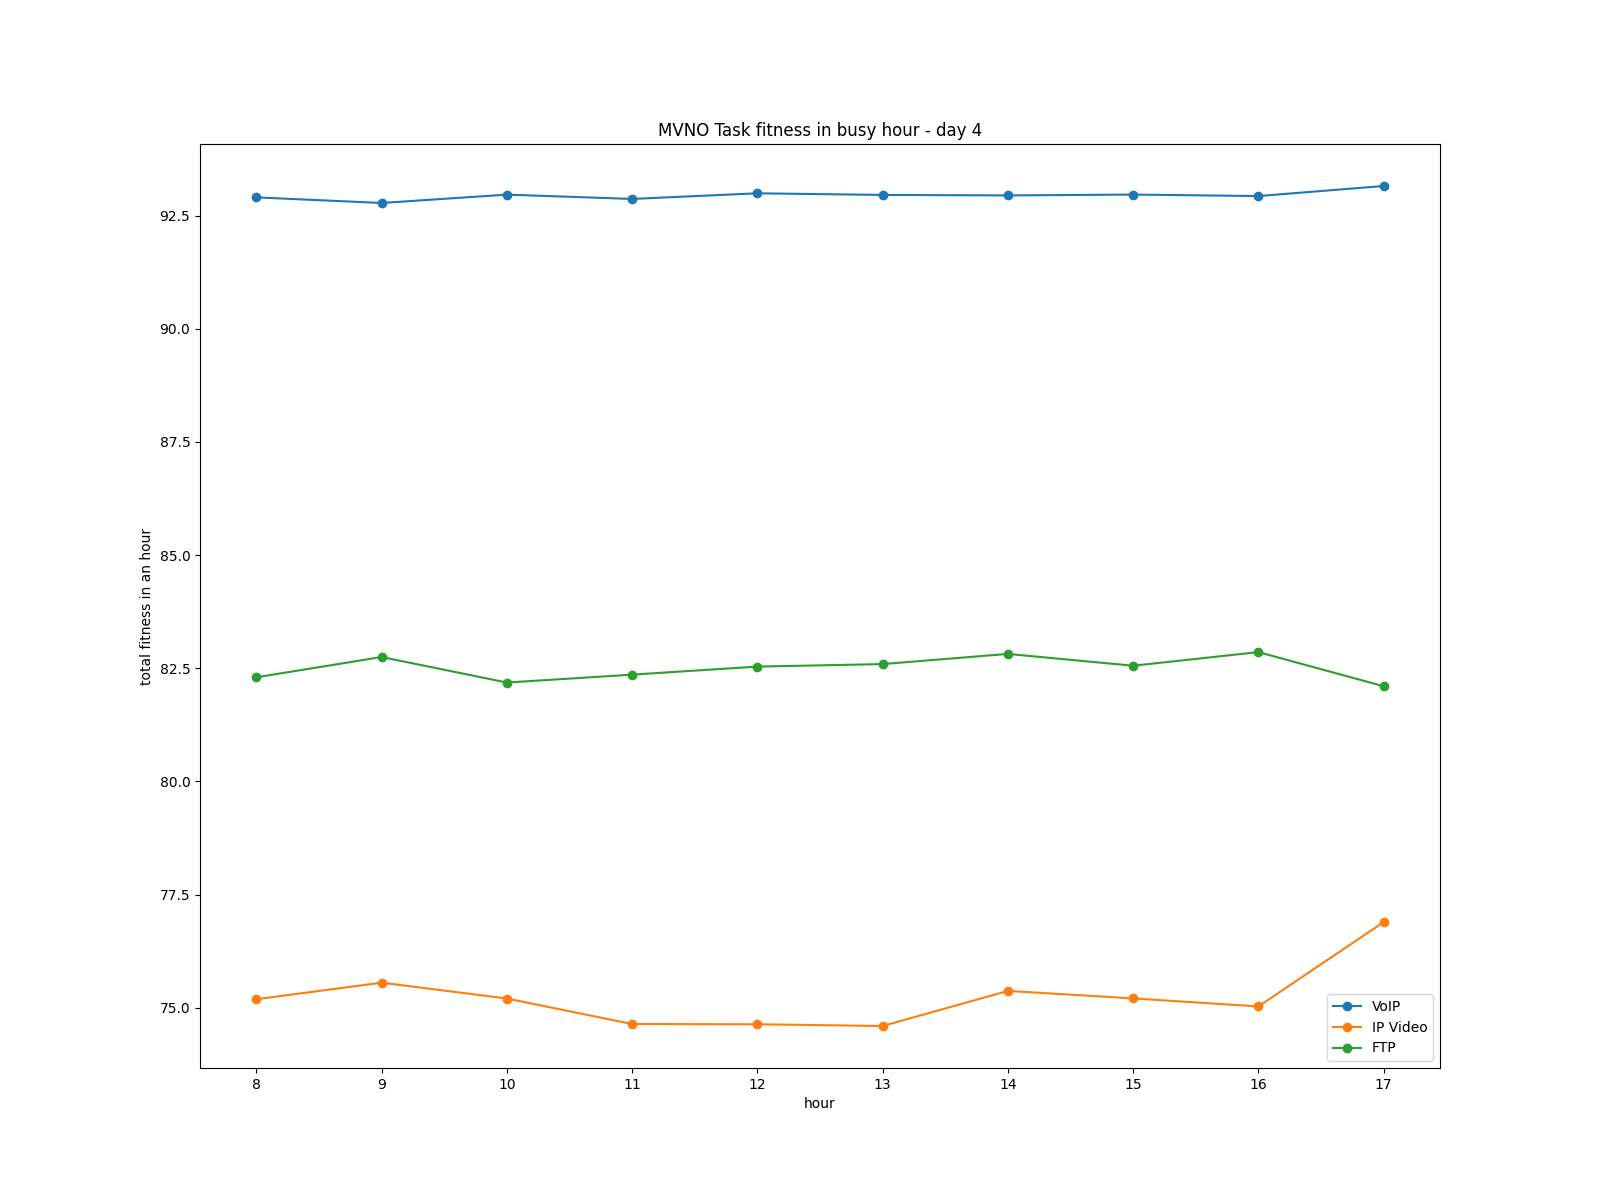 MVNO Task fitness in busy hour - day 4
total fitness in an hour
92.5
90.0
87.5
85.0
82.5
80.0
77.5
75.0
8 9 10 11 12 13 14 15 16 17
hour
VoIP
IP Video
FTP